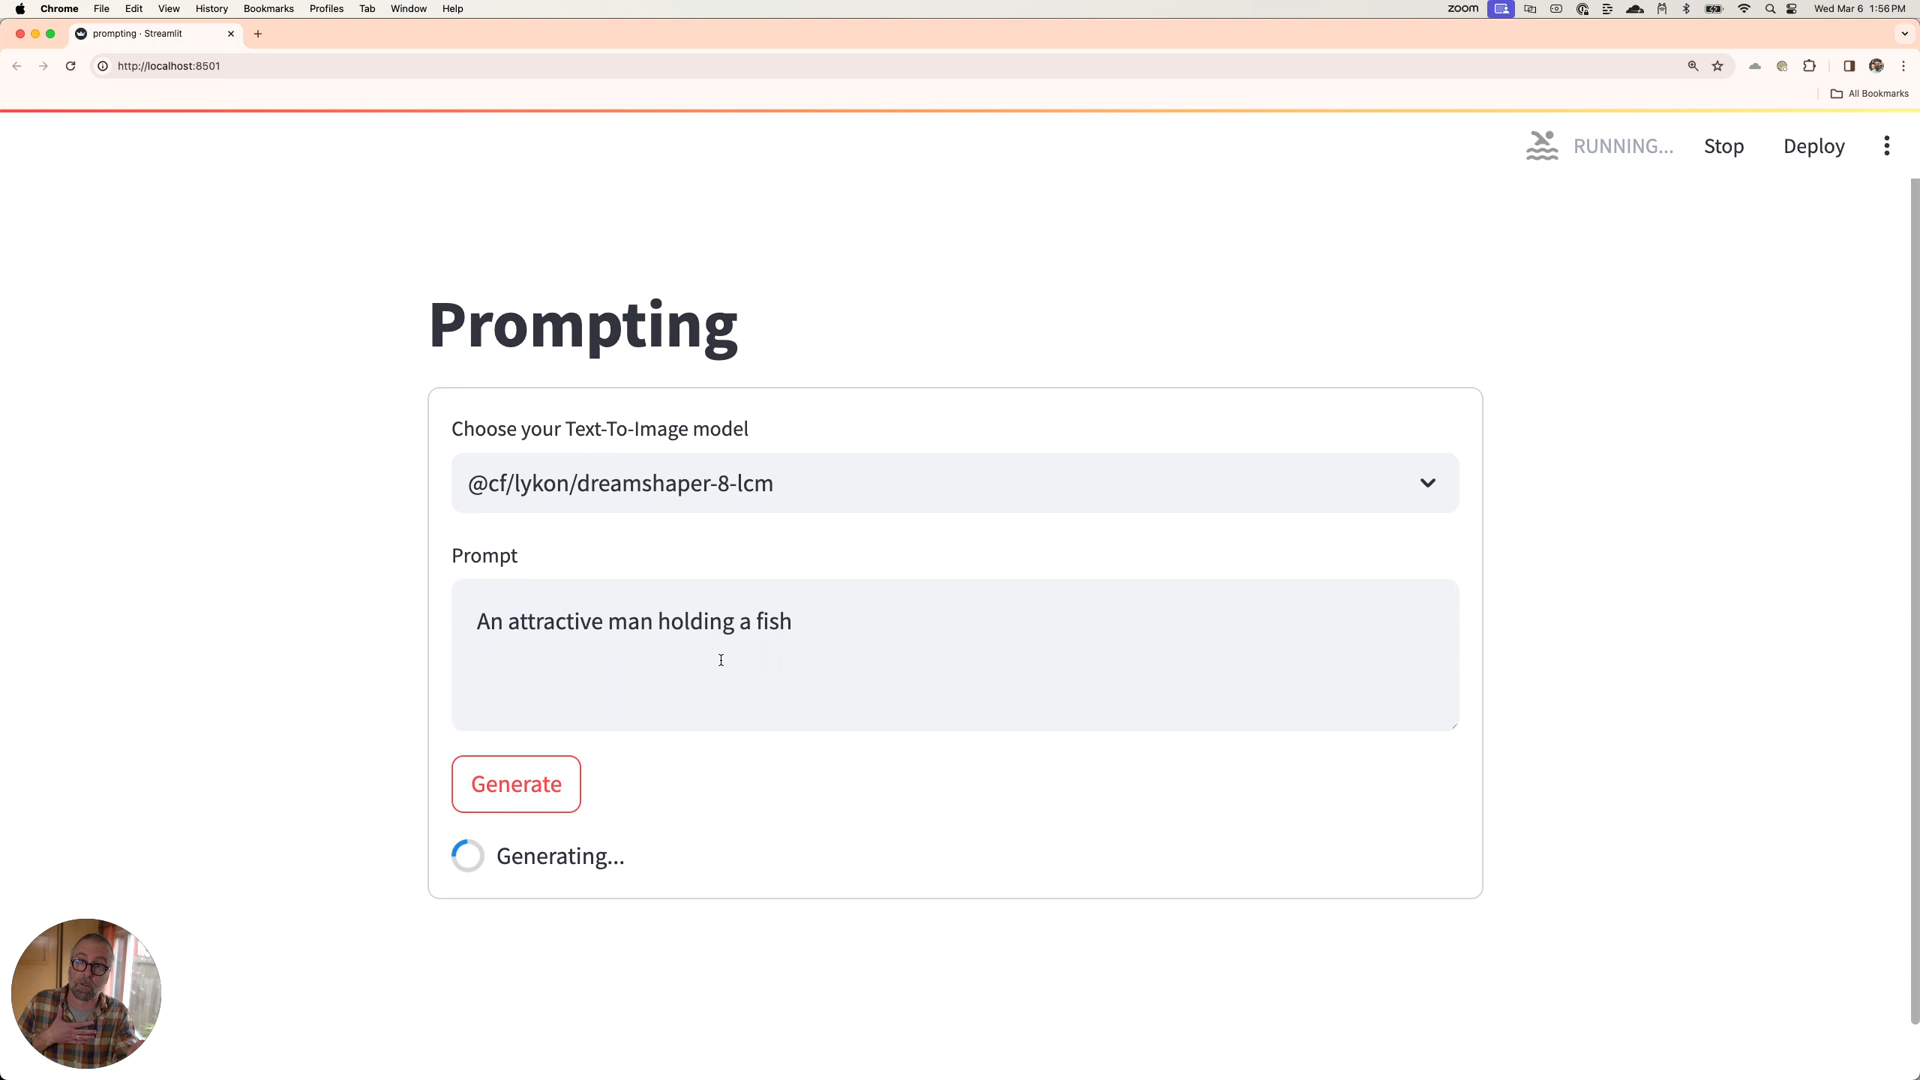 Chrome File Edit View History Bookmarks Profiles Tab Window Help zoom Wed Mar 6 1:56 PM
prompting · Streamlit
http://localhost:8501
All Bookmarks
RUNNING... Stop Deploy
Prompting
Choose your Text-To-Image model
@cf/lykon/dreamshaper-8-lcm
Prompt
An attractive man holding a fish
Generate
Generating...